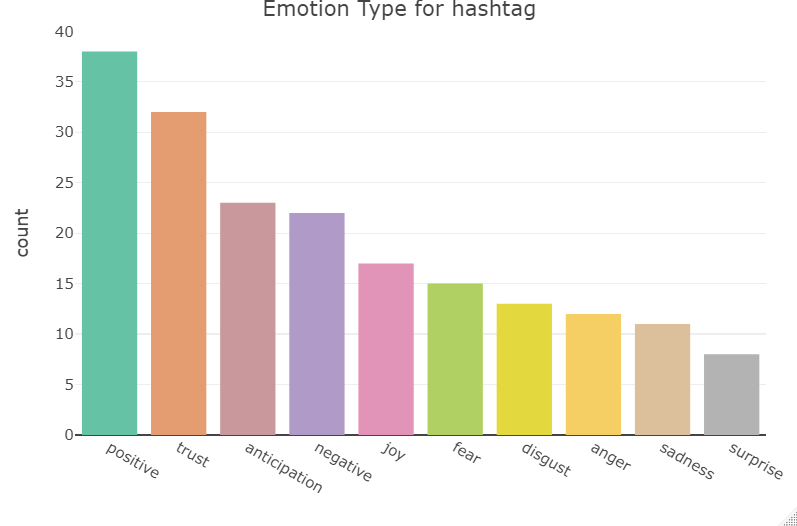 Emotion Type for hashtag
40
35
30
25
20
15
10
5
0
count
positive
trust
anticipation
negative
joy
fear
disgust
anger
sadness
surprise